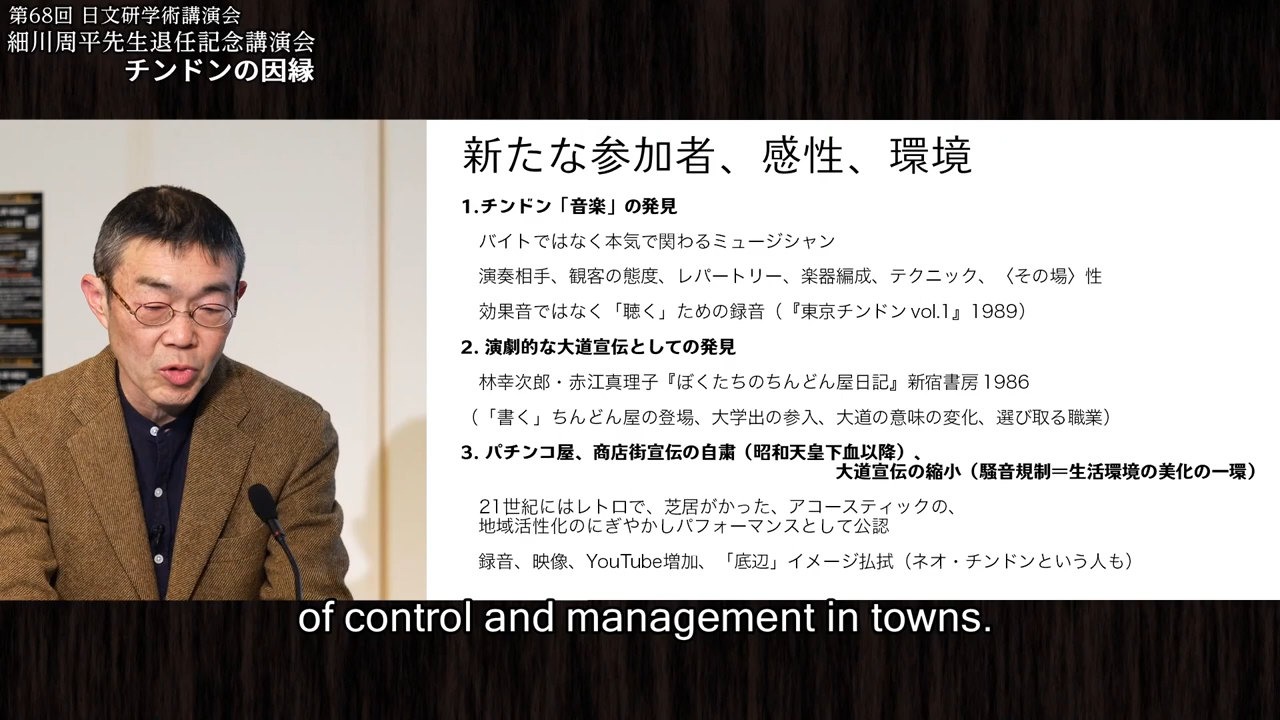 第68回 日文研学術講演会
細川周平先生退任記念講演会
チンドンの因縁
新たな参加者、感性、環境
1.チンドン「音楽」の発見
バイトではなく本気で関わるミュージシャン
演奏相手、観客の態度、レパートリー、楽器編成、テクニック、〈その場〉性
効果音ではなく「聴く」ための録音（『東京チンドン vol.1』1989）
2. 演劇的な大道宣伝としての発見
林幸次郎・赤江真理子『ぼくたちのちんどん屋日記』新宿書房 1986
（「書く」ちんどん屋の登場、大学出の参入、大道の意味の変化、選び取る職業）
3. パチンコ屋、商店街宣伝の自粛（昭和天皇下血以降）、
大道宣伝の縮小（騒音規制＝生活環境の美化の一環）
21世紀にはレトロで、芝居がかった、アコースティックの、
地域活性化のにぎやかしパフォーマンスとして公認
録音、映像、YouTube増加、「底辺」イメージ払拭（ネオ・チンドンという人も）
of control and management in towns.